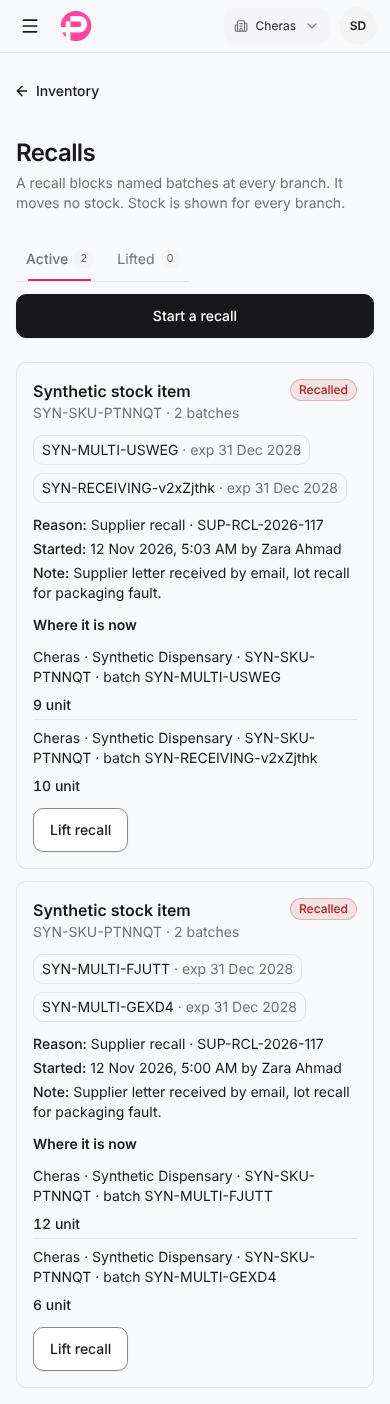 Cheras
SD
Inventory
Recalls
A recall blocks named batches at every branch. It
moves no stock. Stock is shown for every branch.
Active 2 Lifted 0
Start a recall
Synthetic stock item Recalled
SYN-SKU-PTNNQT · 2 batches
SYN-MULTI-USWEG · exp 31 Dec 2028
SYN-RECEIVING-v2xZjthk · exp 31 Dec 2028
Reason: Supplier recall · SUP-RCL-2026-117
Started: 12 Nov 2026, 5:03 AM by Zara Ahmad
Note: Supplier letter received by email, lot recall
for packaging fault.
Where it is now
Cheras · Synthetic Dispensary · SYN-SKU-
PTNNQT · batch SYN-MULTI-USWEG
9 unit
Cheras · Synthetic Dispensary · SYN-SKU-
PTNNQT · batch SYN-RECEIVING-v2xZjthk
10 unit
Lift recall
Synthetic stock item Recalled
SYN-SKU-PTNNQT · 2 batches
SYN-MULTI-FJUTT · exp 31 Dec 2028
SYN-MULTI-GEXD4 · exp 31 Dec 2028
Reason: Supplier recall · SUP-RCL-2026-117
Started: 12 Nov 2026, 5:00 AM by Zara Ahmad
Note: Supplier letter received by email, lot recall
for packaging fault.
Where it is now
Cheras · Synthetic Dispensary · SYN-SKU-
PTNNQT · batch SYN-MULTI-FJUTT
12 unit
Cheras · Synthetic Dispensary · SYN-SKU-
PTNNQT · batch SYN-MULTI-GEXD4
6 unit
Lift recall